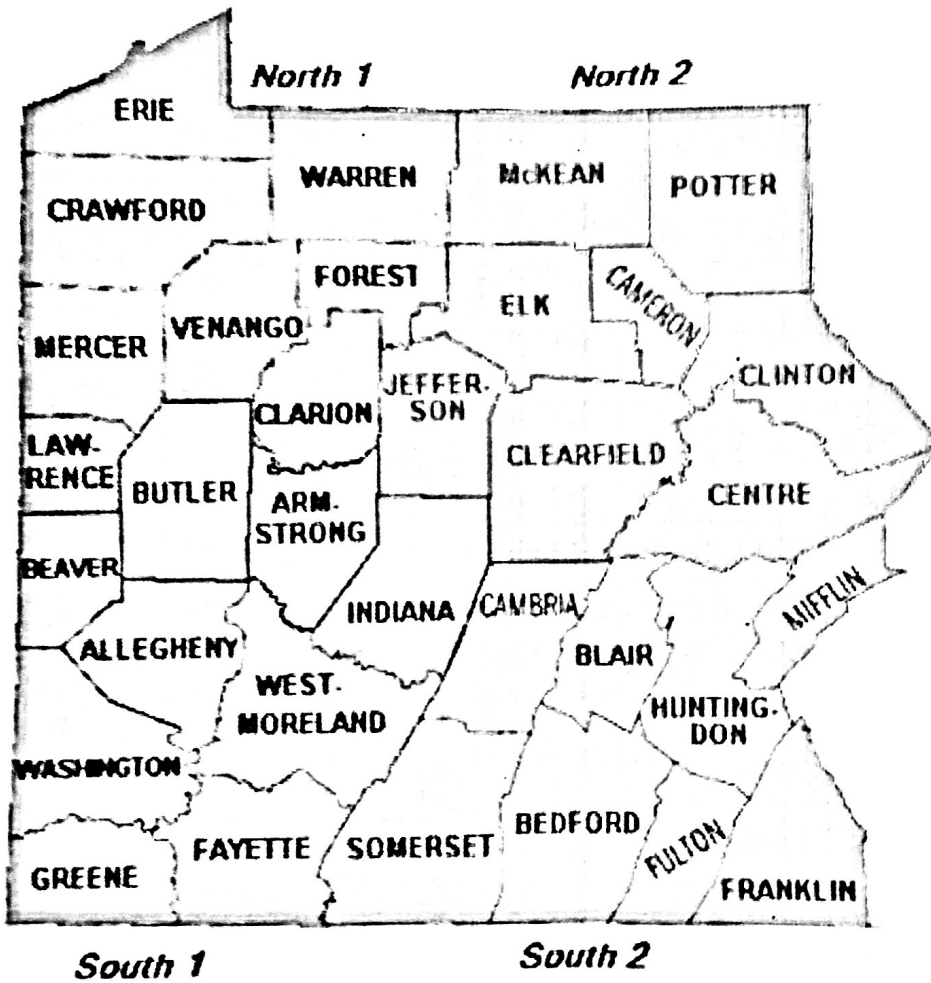 North 1
North 2
ERIE
WARREN
McKEAN
POTTER
CRAWFORD
FOREST
CAMERON
ELK
VENANGO
MERCER
CLINTON
JEFFER-
SON
CLARION
LAW-
RENCE
CLEARFIELD
BUTLER
CENTRE
ARM-
STRONG
BEAVER
MIFFLIN
INDIANA
CAMBRIA
ALLEGHENY
BLAIR
WEST-
MORELAND
HUNTING-
DON
WASHINGTON
BEDFORD
FAYETTE
SOMERSET
FULTON
GREENE
FRANKLIN
South 1
South 2